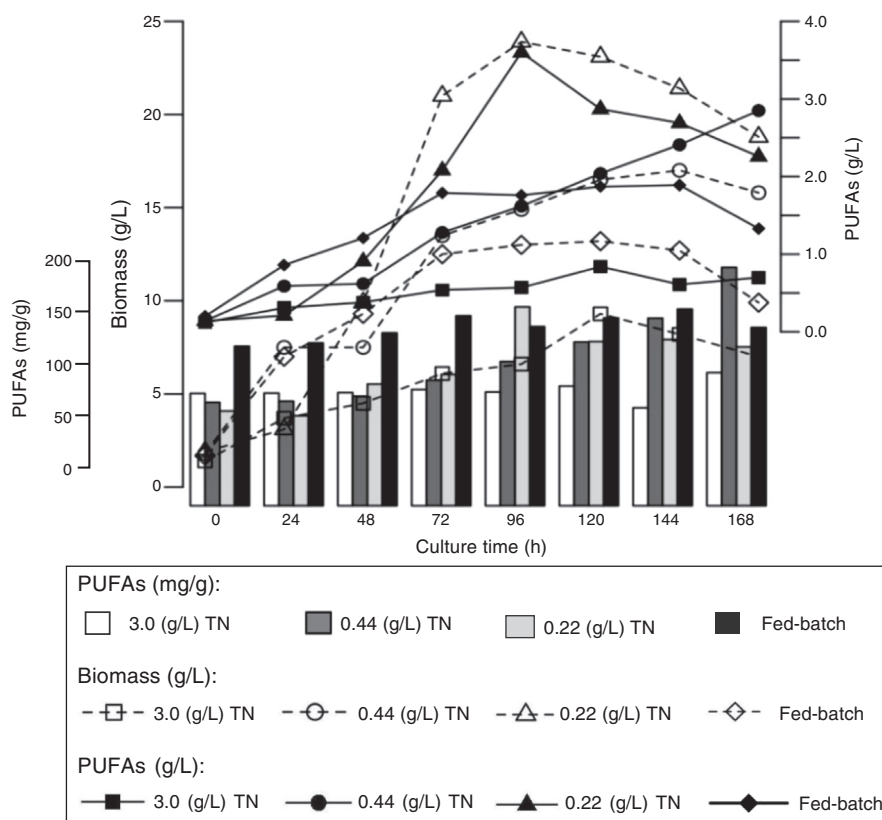 25
20
15
10
5
0
Biomass (g/L)
200
150
100
50
0
PUFAs (mg/g)
4.0
3.0
2.0
1.0
0.0
PUFAs (g/L)
0 24 48 72 96 120 144 168
Culture time (h)
PUFAs (mg/g):
3.0 (g/L) TN 0.44 (g/L) TN 0.22 (g/L) TN Fed-batch
Biomass (g/L):
3.0 (g/L) TN 0.44 (g/L) TN 0.22 (g/L) TN Fed-batch
PUFAs (g/L):
3.0 (g/L) TN 0.44 (g/L) TN 0.22 (g/L) TN Fed-batch